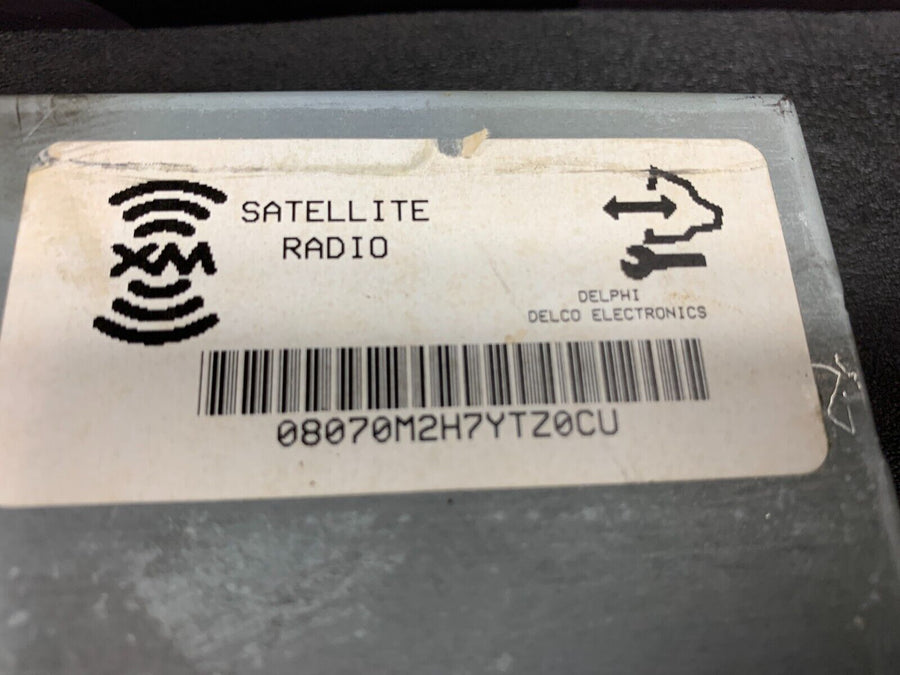 XM
SATELLITE
RADIO
DELPHI
DELCO ELECTRONICS
08070M2H7YTZ0CU